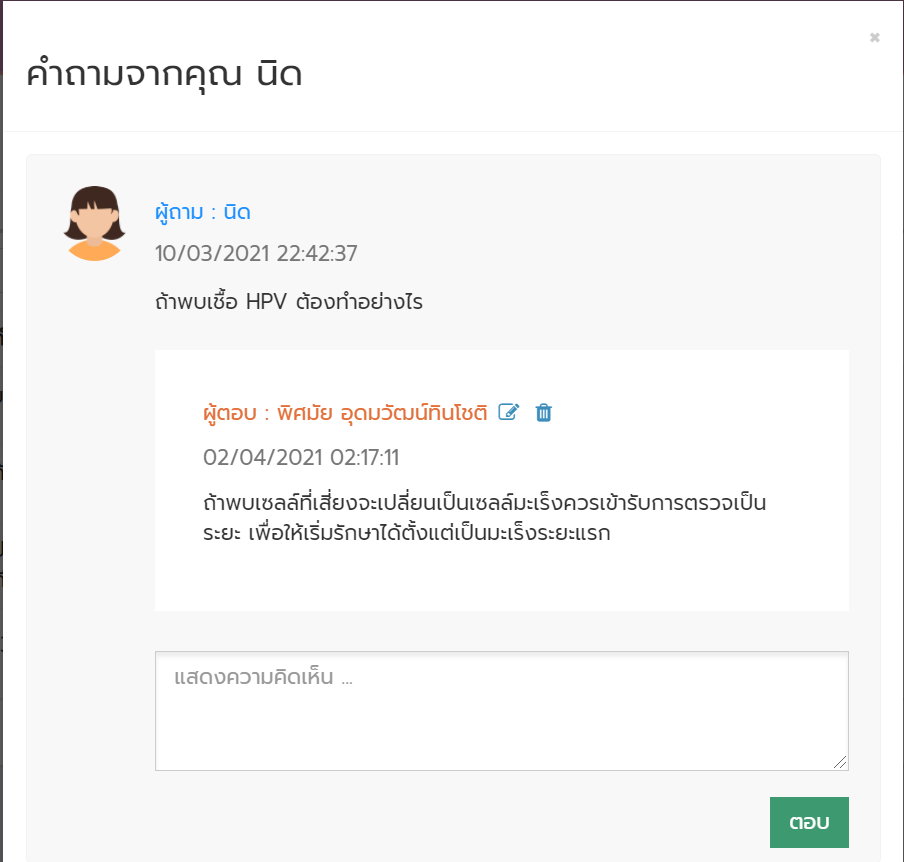 คำถามจากคุณ นิด
ผู้ถาม : นิด
10/03/2021 22:42:37
ถ้าพบเชื้อ HPV ต้องทำอย่างไร
ผู้ตอบ : พิศมัย อุดมวัฒน์ทินโชติ
02/04/2021 02:17:11
ถ้าพบเซลล์ที่เสี่ยงจะเปลี่ยนเป็นเซลล์มะเร็งควรเข้ารับการตรวจเป็น
ระยะ เพื่อให้เริ่มรักษาได้ตั้งแต่เป็นมะเร็งระยะแรก
แสดงความคิดเห็น ...
ตอบ